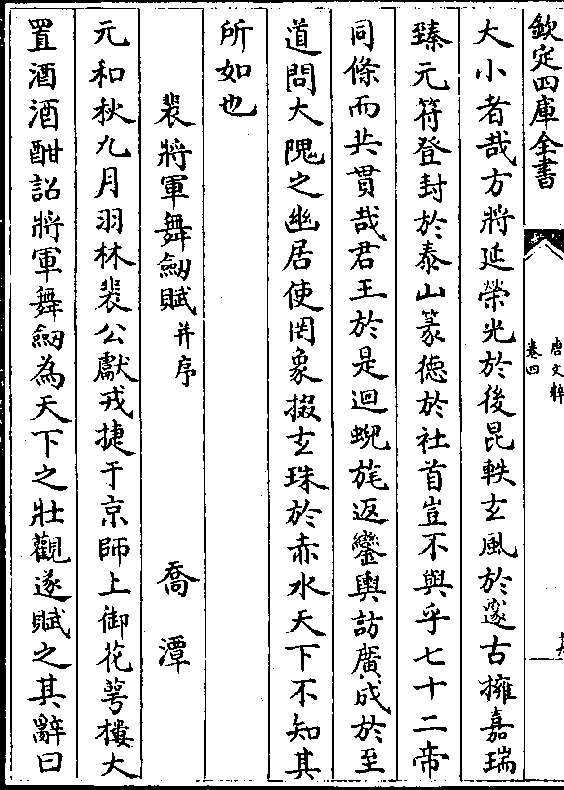 欽定四庫全書
唐文粹
卷四
大小者哉方將延榮光於後昆軼玄風於邃古擁嘉瑞
臻元符登封於泰山篆德於社首豈不與乎七十二帝
同條而共貫哉君王於是迴蜺旄返鑾輿訪廣成於至
道問大隗之幽居使罔象掇玄珠於赤水天下不知其
所如也
裴將軍舞劒賦并序 喬潭
元和秋九月羽林裴公獻戎捷于京師上御花萼樓大
置酒酒酣詔將軍舞劒為天下之壯觀遂賦之其辭曰